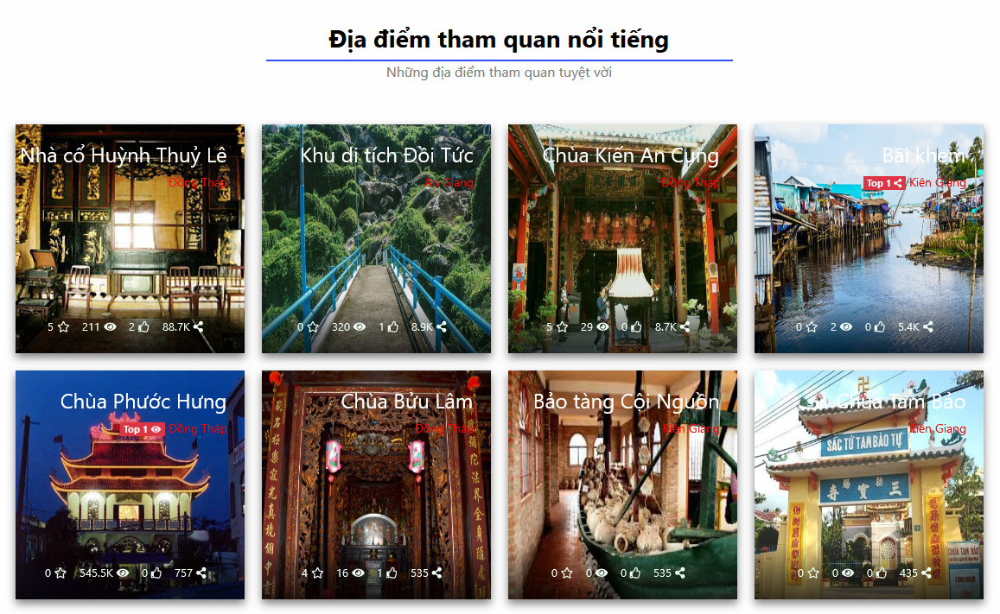 Địa điểm tham quan nổi tiếng
Những địa điểm tham quan tuyệt vời
Nhà cổ Huỳnh Thuỷ Lê
Đồng Tháp
5 211 2 88.7K
Khu di tích Đồi Tức
An Giang
0 320 1 8.9K
Chùa Kiến An Cung
Đồng Tháp
5 29 0 8.7K
Bãi khem
Top 1 Kiên Giang
0 2 0 5.4K
Chùa Phước Hưng
Top 1 Đồng Tháp
0 545.5K 0 757
Chùa Bửu Lâm
Đồng Tháp
4 16 1 535
Bảo tàng Cội Nguồn
Kiên Giang
0 0 0 535
Chùa Tam Bảo
Kiên Giang
SẮC TỨ TAM BẢO TỰ
三寶寺
CHÙA TAM BẢO
0 0 0 435